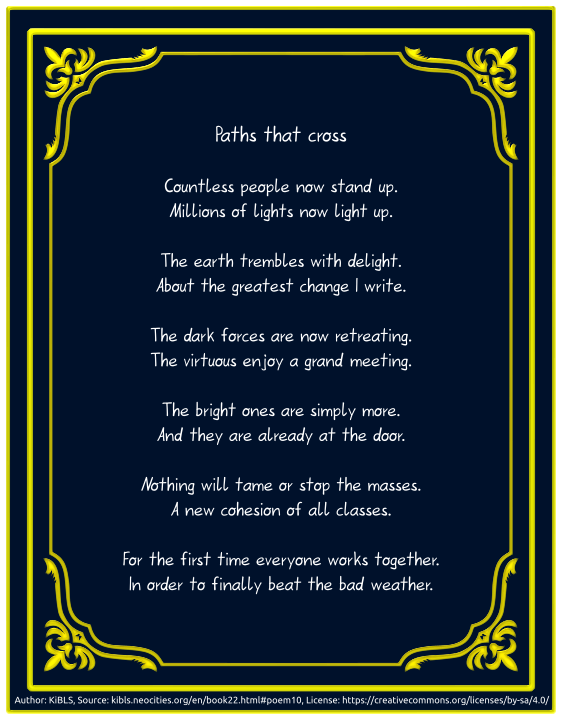 Paths that cross
Countless people now stand up.
Millions of lights now light up.
The earth trembles with delight.
About the greatest change I write.
The dark forces are now retreating.
The virtuous enjoy a grand meeting.
The bright ones are simply more.
And they are already at the door.
Nothing will tame or stop the masses.
A new cohesion of all classes.
For the first time everyone works together.
In order to finally beat the bad weather.
Author: KiBLS, Source: kibls.neocities.org/en/book22.html#poem10, License: https://creativecommons.org/licenses/by-sa/4.0/